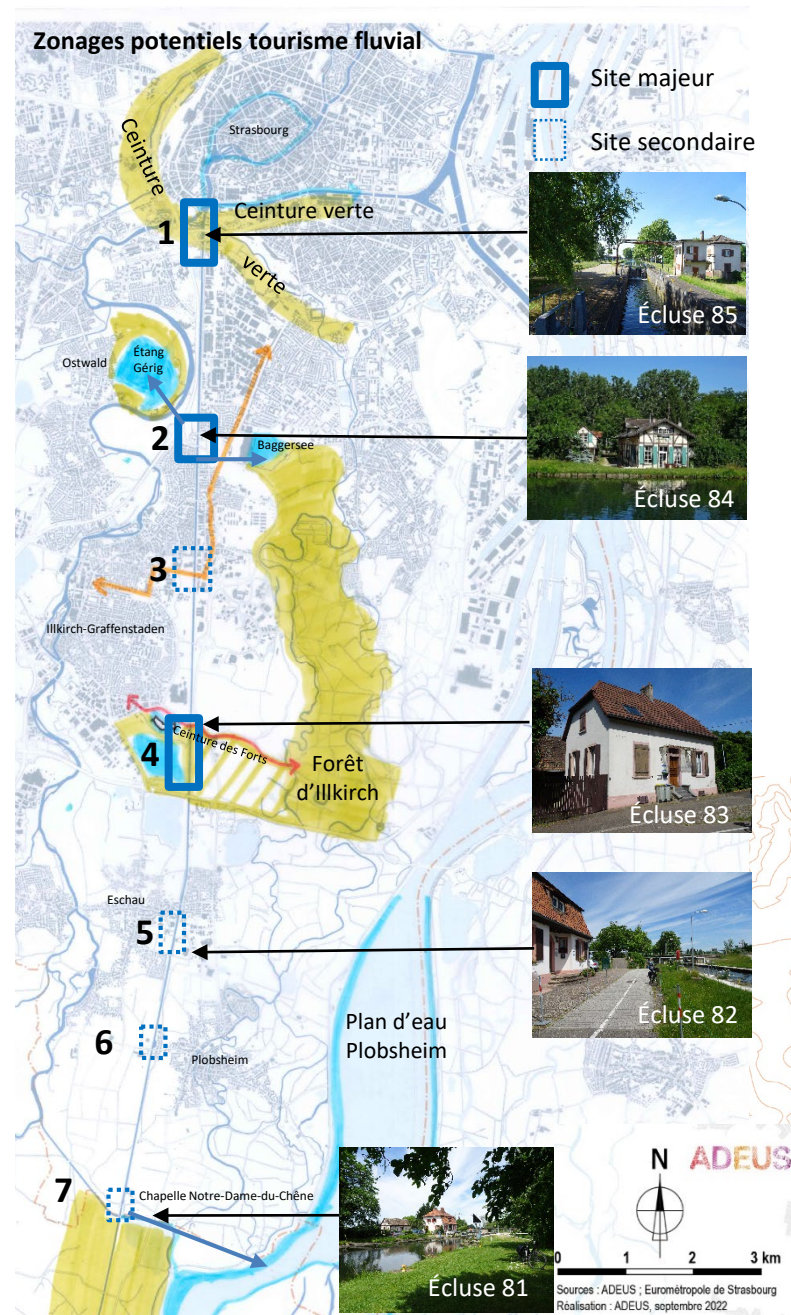 Zonages potentiels tourisme fluvial
Site majeur
Site secondaire
Ceinture
Strasbourg
Ceinture verte
1
verte
Écluse 85
Ostwald
Étang
Gérig
2
Baggersee
Écluse 84
3
Illkirch-Graffenstaden
4
Ceinture des Forts
Forêt
d'Illkirch
Écluse 83
Eschau
5
Écluse 82
Plan d'eau
Plobsheim
6
Plobsheim
7
Chapelle Notre-Dame-du-Chêne
Écluse 81
N
ADEUS
0 1 2 3 km
Sources : ADEUS ; Eurométropole de Strasbourg
Réalisation : ADEUS, septembre 2022